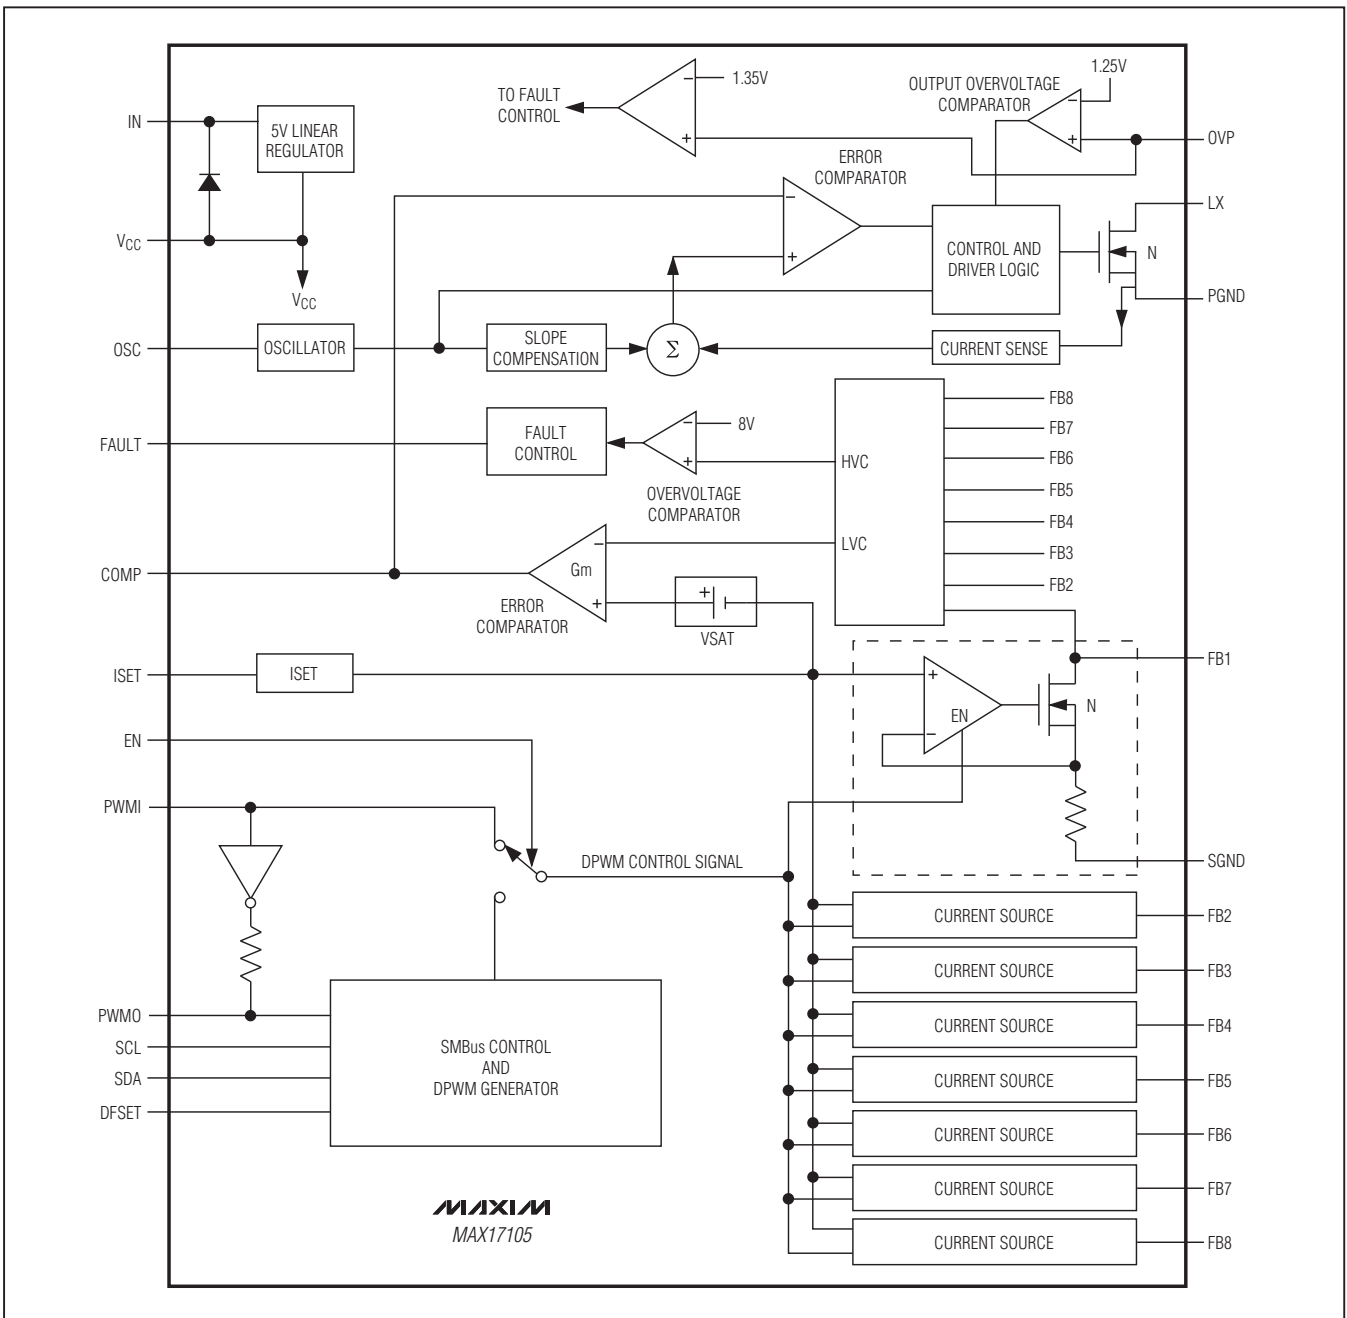 1.35V
1.25V
OUTPUT OVERVOLTAGE
COMPARATOR
TO FAULT
CONTROL
−
+
−
+
IN
5V LINEAR
REGULATOR
OVP
ERROR
COMPARATOR
−
+
LX
CONTROL AND
DRIVER LOGIC
N
VCC
VCC
PGND
OSC
OSCILLATOR
SLOPE
COMPENSATION
Σ
CURRENT SENSE
FB8
FB7
FB6
FB5
FB4
FB3
FB2
FAULT
FAULT
CONTROL
−
+
8V
HVC
OVERVOLTAGE
COMPARATOR
LVC
COMP
Gm
−
+
ERROR
COMPARATOR
+
VSAT
ISET
ISET
+
−
EN
N
FB1
EN
PWMI
DPWM CONTROL SIGNAL
SGND
CURRENT SOURCE
FB2
CURRENT SOURCE
FB3
CURRENT SOURCE
FB4
CURRENT SOURCE
FB5
CURRENT SOURCE
FB6
CURRENT SOURCE
FB7
CURRENT SOURCE
FB8
PWMO
SCL
SDA
DFSET
SMBus CONTROL
AND
DPWM GENERATOR
MAXIM
MAX17105